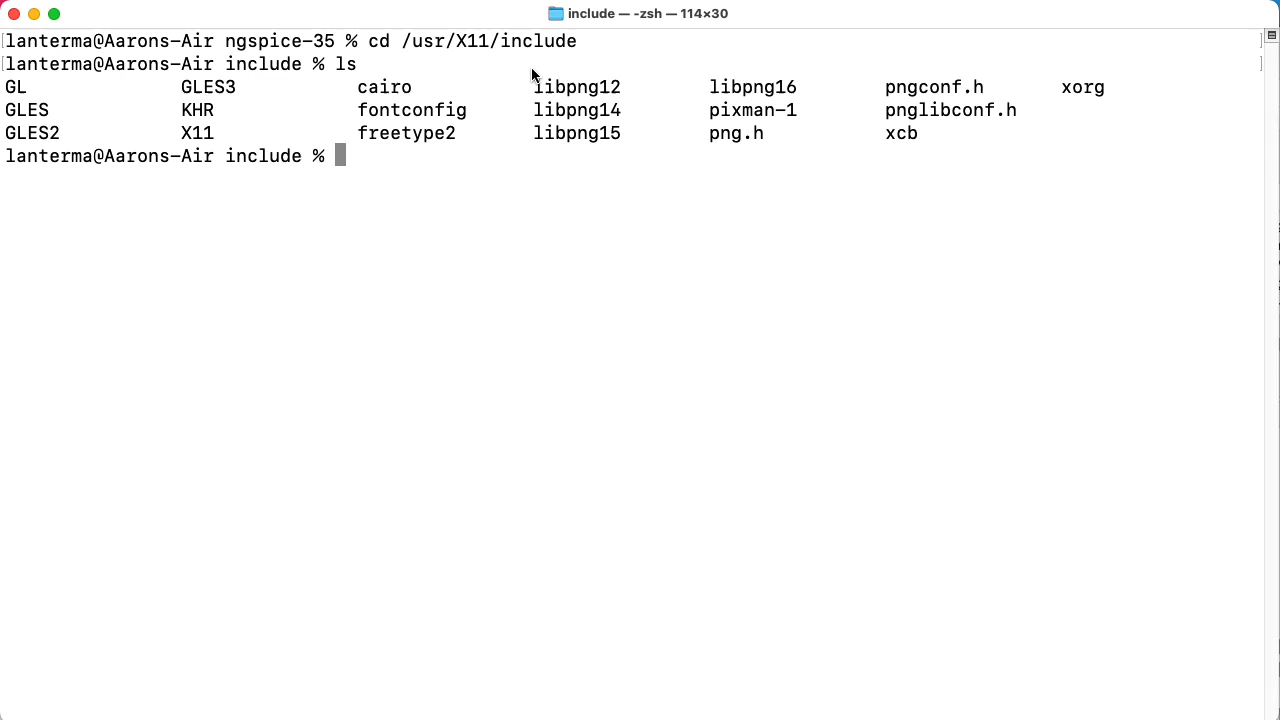 include — -zsh — 114×30
lanterma@Aarons-Air ngspice-35 % cd /usr/X11/include
lanterma@Aarons-Air include % ls
GL GLES3 cairo libpng12 libpng16 pngconf.h xorg
GLES KHR fontconfig libpng14 pixman-1 pnglibconf.h
GLES2 X11 freetype2 libpng15 png.h xcb
lanterma@Aarons-Air include %